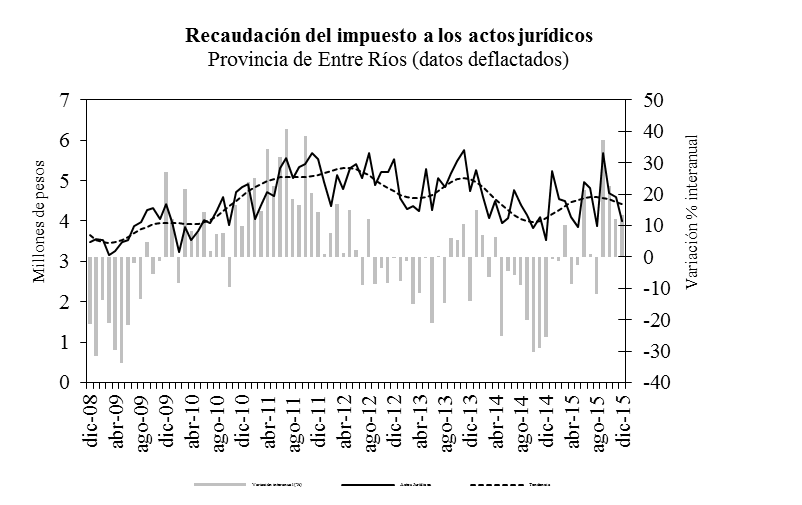 Recaudación del impuesto a los actos jurídicos
Provincia de Entre Ríos (datos deflactados)
Millones de pesos
7
6
5
4
3
2
1
0
50
40
30
20
10
0
-10
-20
-30
-40
Variación % interanual
dic-08
abr-09
ago-09
dic-09
abr-10
ago-10
dic-10
abr-11
ago-11
dic-11
abr-12
ago-12
dic-12
abr-13
ago-13
dic-13
abr-14
ago-14
dic-14
abr-15
ago-15
dic-15
Variación interanual (%)
Actos Jurídicos
Tendencia